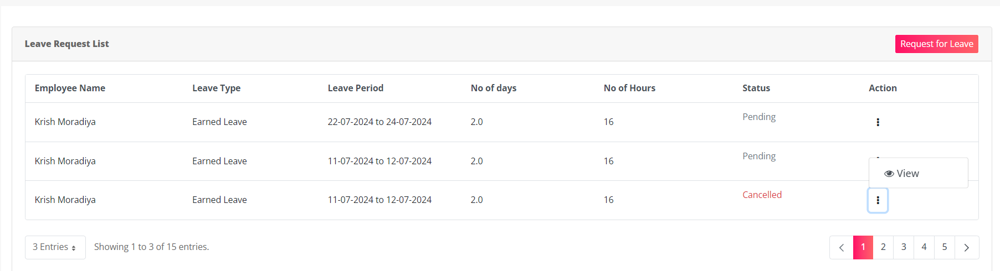 Leave Request List
Request for Leave
Employee Name Leave Type Leave Period No of days No of Hours Status Action
Krish Moradiya Earned Leave 22-07-2024 to 24-07-2024 2.0 16 Pending
Krish Moradiya Earned Leave 11-07-2024 to 12-07-2024 2.0 16 Pending
View
Krish Moradiya Earned Leave 11-07-2024 to 12-07-2024 2.0 16 Cancelled
3 Entries Showing 1 to 3 of 15 entries. 1 2 3 4 5